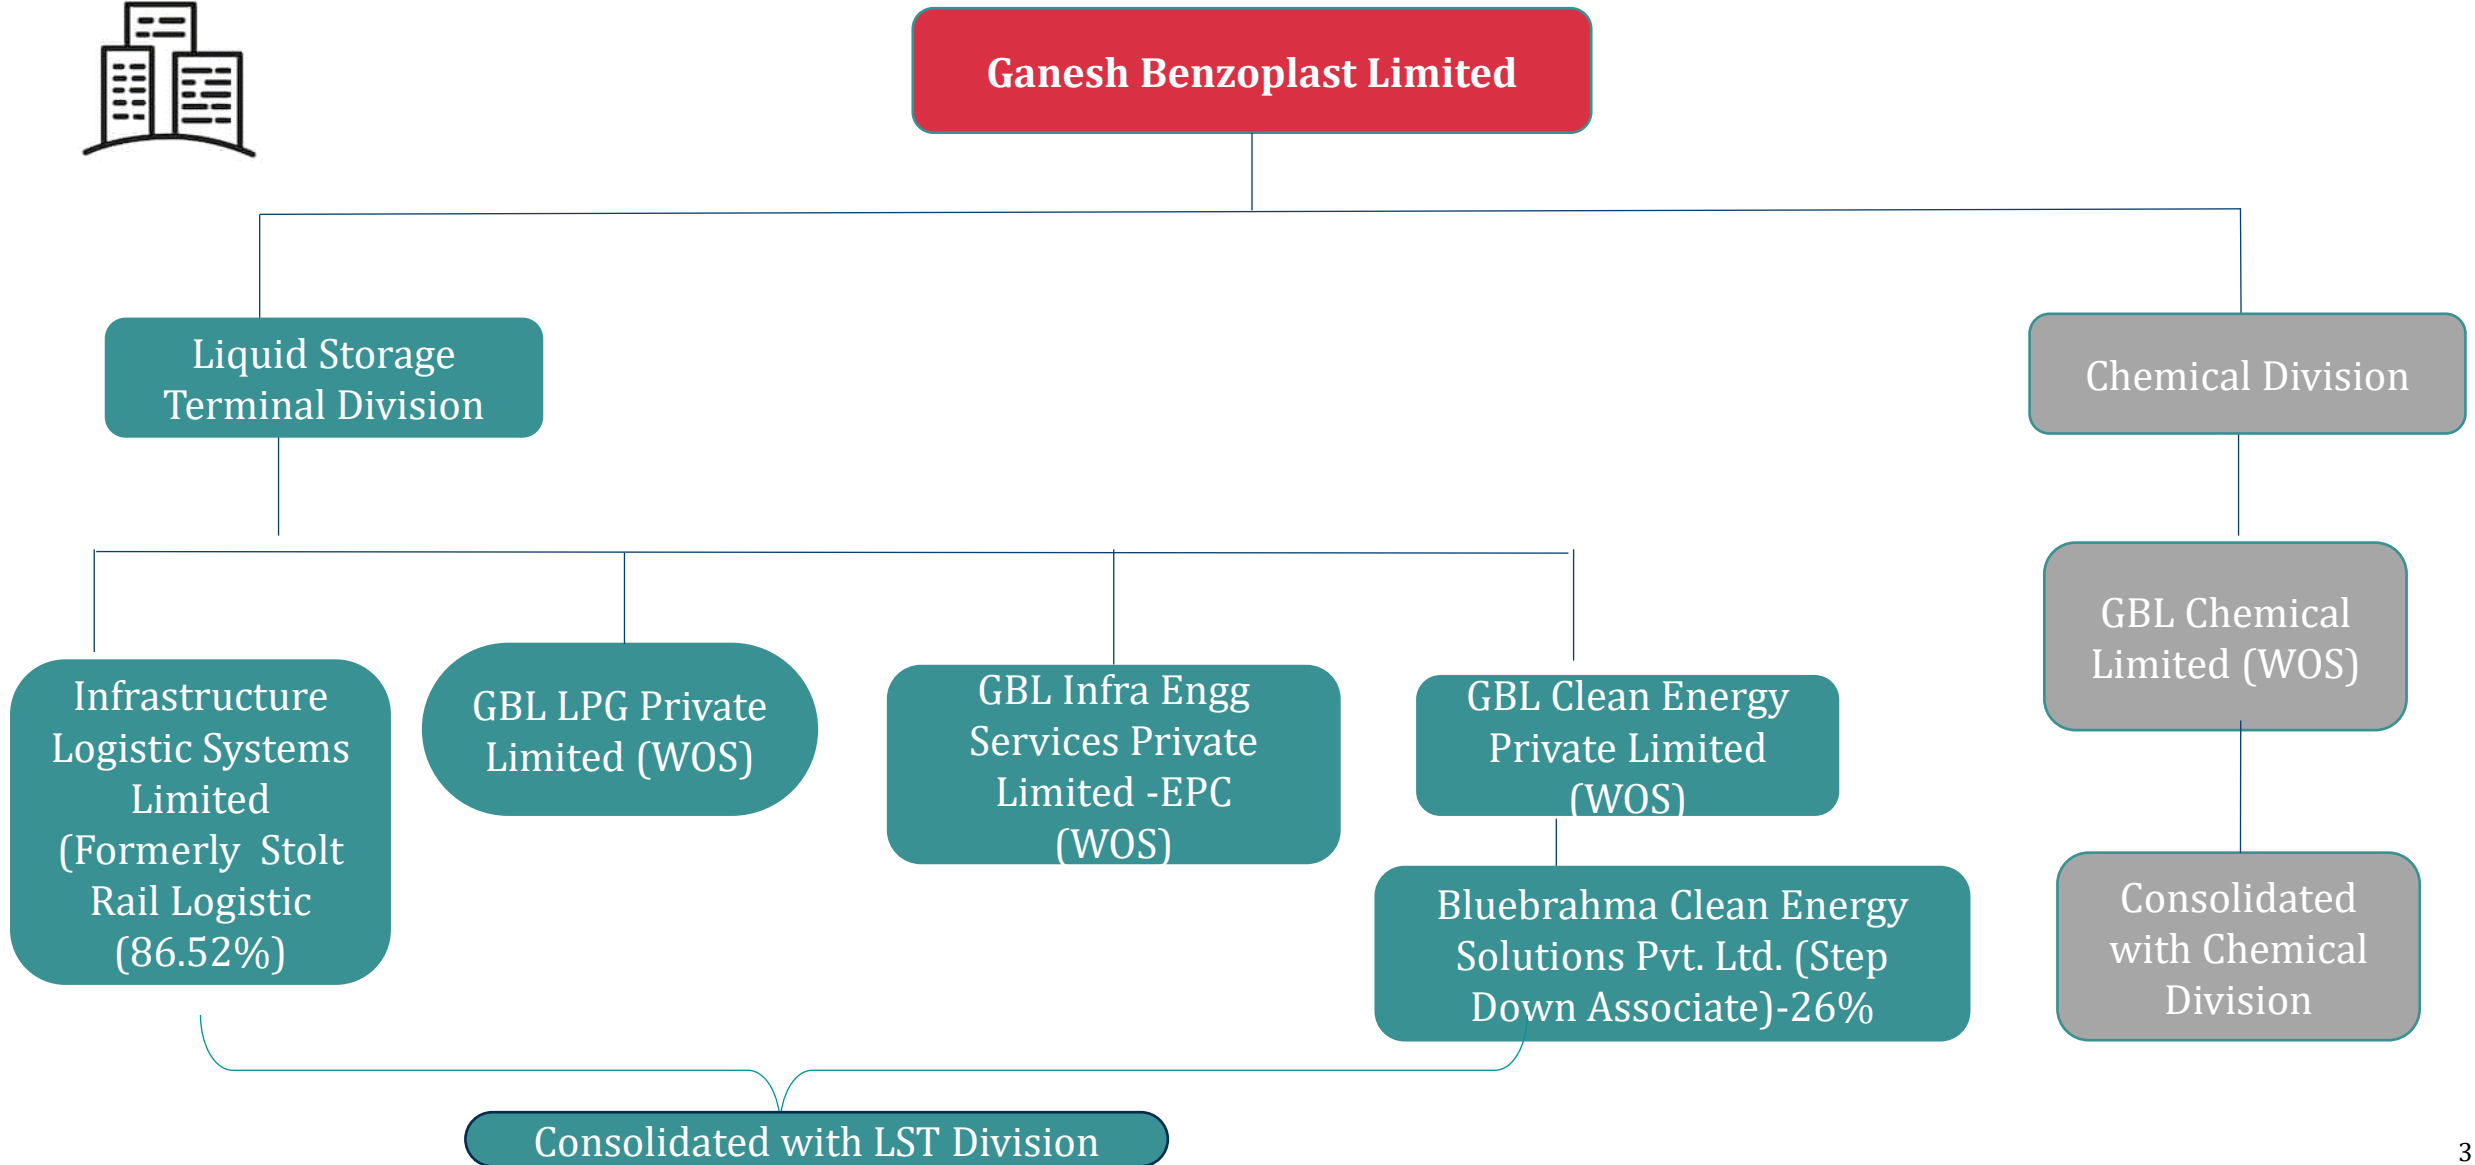 Ganesh Benzoplast Limited
Liquid Storage
Terminal Division
Chemical Division
Infrastructure
Logistic Systems
Limited
(Formerly  Stolt
Rail Logistic
(86.52%)
GBL LPG Private
Limited (WOS)
GBL Infra Engg
Services Private
Limited -EPC
(WOS)
GBL Clean Energy
Private Limited
(WOS)
GBL Chemical
Limited (WOS)
Bluebrahma Clean Energy
Solutions Pvt. Ltd. (Step
Down Associate)-26%
Consolidated
with Chemical
Division
Consolidated with LST Division
3